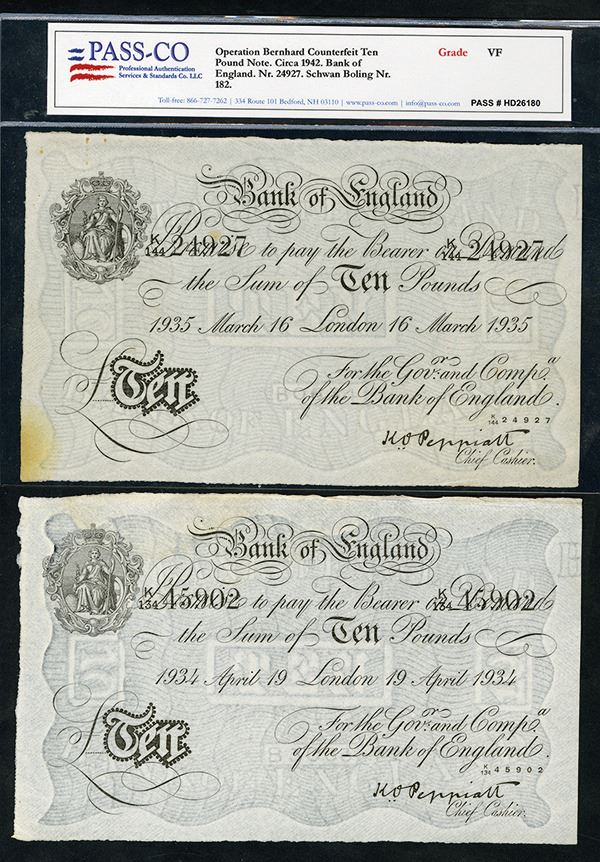 PASS-CO
Professional Authentication
Services & Standards Co. LLC
Operation Bernhard Counterfeit Ten
Pound Note. Circa 1942. Bank of
England. Nr. 24927. Schwan Boling Nr.
182.
Grade VF
Toll-free: 866-727-7262 | 334 Route 101 Bedford, NH 03110 | www.pass-co.com | info@pass-co.com
PASS # HD26180
Bank of England
K/144 24927 K/144 24927
I Promise to pay the Bearer on Demand
the Sum of Ten Pounds
1935 March 16 London 16 March 1935
For the Govr. and Compa.
of the Bank of England.
£ Ten
K/144 24927
K.O. Peppiatt
Chief Cashier.
Bank of England
K/134 45902 K/134 45902
I Promise to pay the Bearer on Demand
the Sum of Ten Pounds
1934 April 19 London 19 April 1934
For the Govr. and Compa.
of the Bank of England.
£ Ten
K/134 45902
K.O. Peppiatt
Chief Cashier.